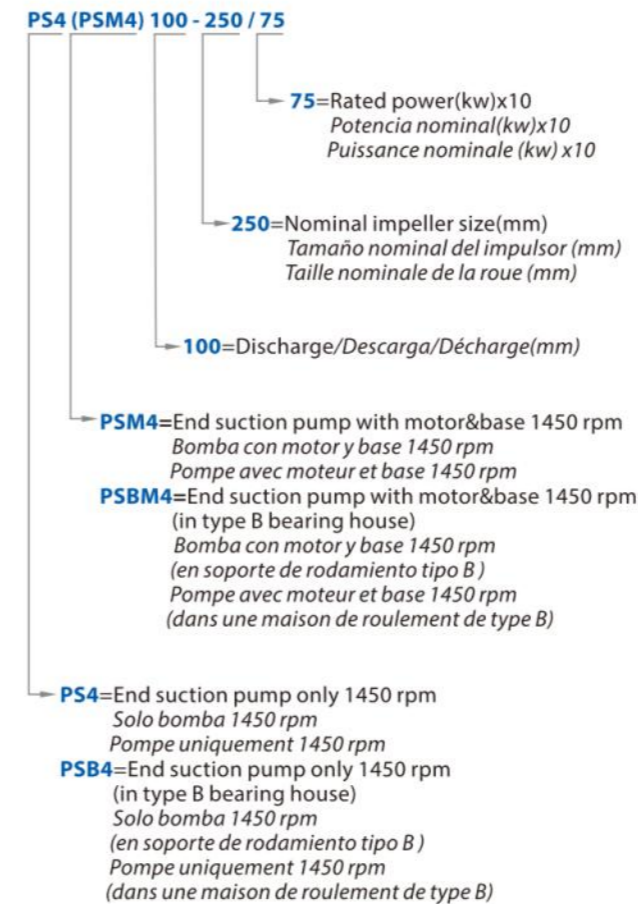 PS4 (PSM4) 100 - 250 / 75
75=Rated power(kw)x10
Potencia nominal(kw)x10
Puissance nominale (kw) x10
250=Nominal impeller size(mm)
Tamaño nominal del impulsor (mm)
Taille nominale de la roue (mm)
100=Discharge/Descarga/Décharge(mm)
PSM4=End suction pump with motor&base 1450 rpm
Bomba con motor y base 1450 rpm
Pompe avec moteur et base 1450 rpm
PSBM4=End suction pump with motor&base 1450 rpm
(in type B bearing house)
Bomba con motor y base 1450 rpm
(en soporte de rodamiento tipo B )
Pompe avec moteur et base 1450 rpm
(dans une maison de roulement de type B)
PS4=End suction pump only 1450 rpm
Solo bomba 1450 rpm
Pompe uniquement 1450 rpm
PSB4=End suction pump only 1450 rpm
(in type B bearing house)
Solo bomba 1450 rpm
(en soporte de rodamiento tipo B )
Pompe uniquement 1450 rpm
(dans une maison de roulement de type B)